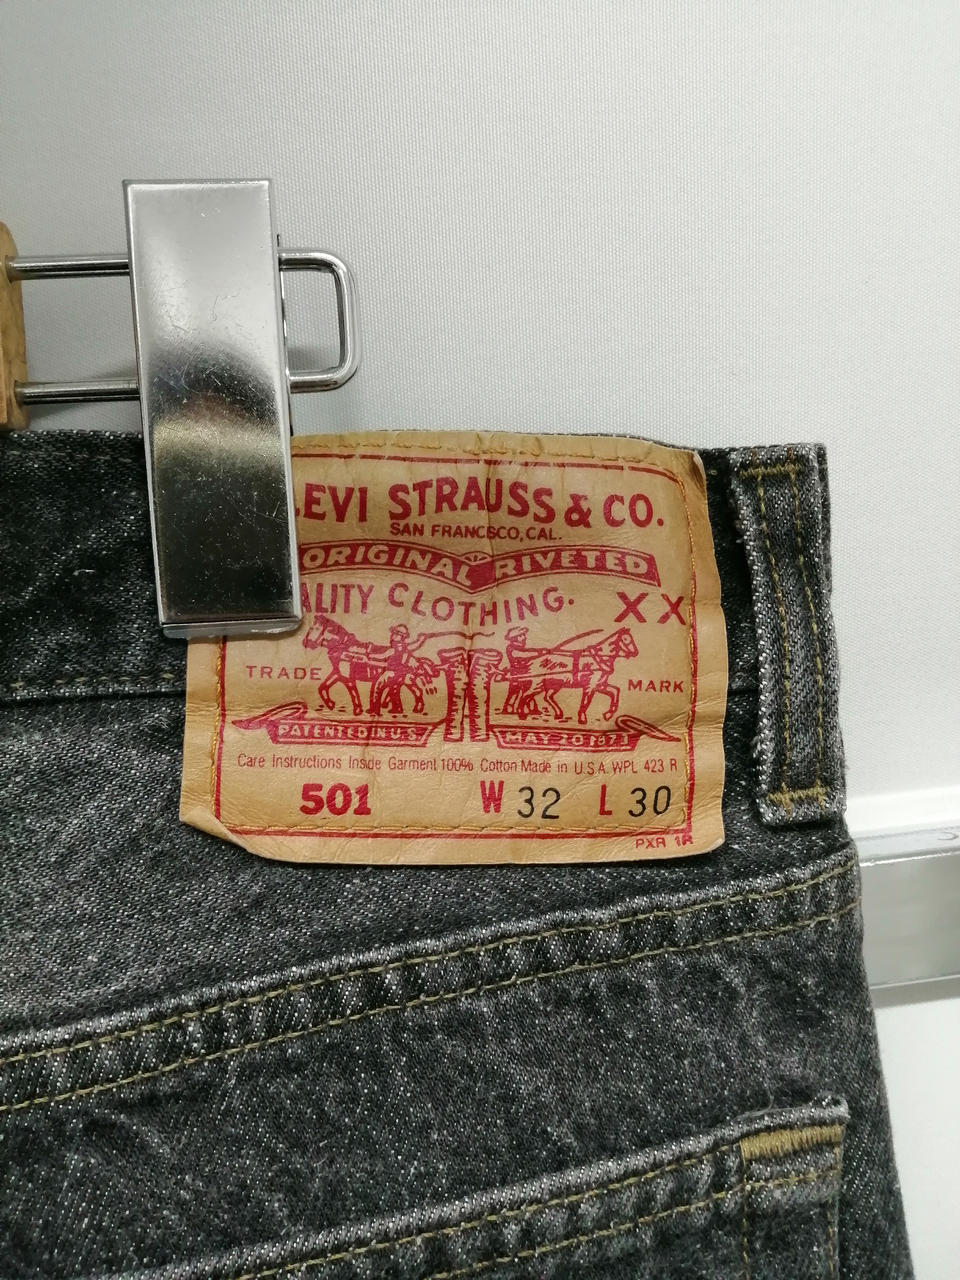 LEVI STRAUSS & CO.
SAN FRANCISCO, CAL.
ORIGINAL RIVETED
ALITY CLOTHING. XX
TRADE MARK
PATENTED IN U.S. MAY 20 1873
Care Instructions Inside Garment 100% Cotton Made in U.S.A. WPL 423 R
501 W 32 L 30
PXR 1R